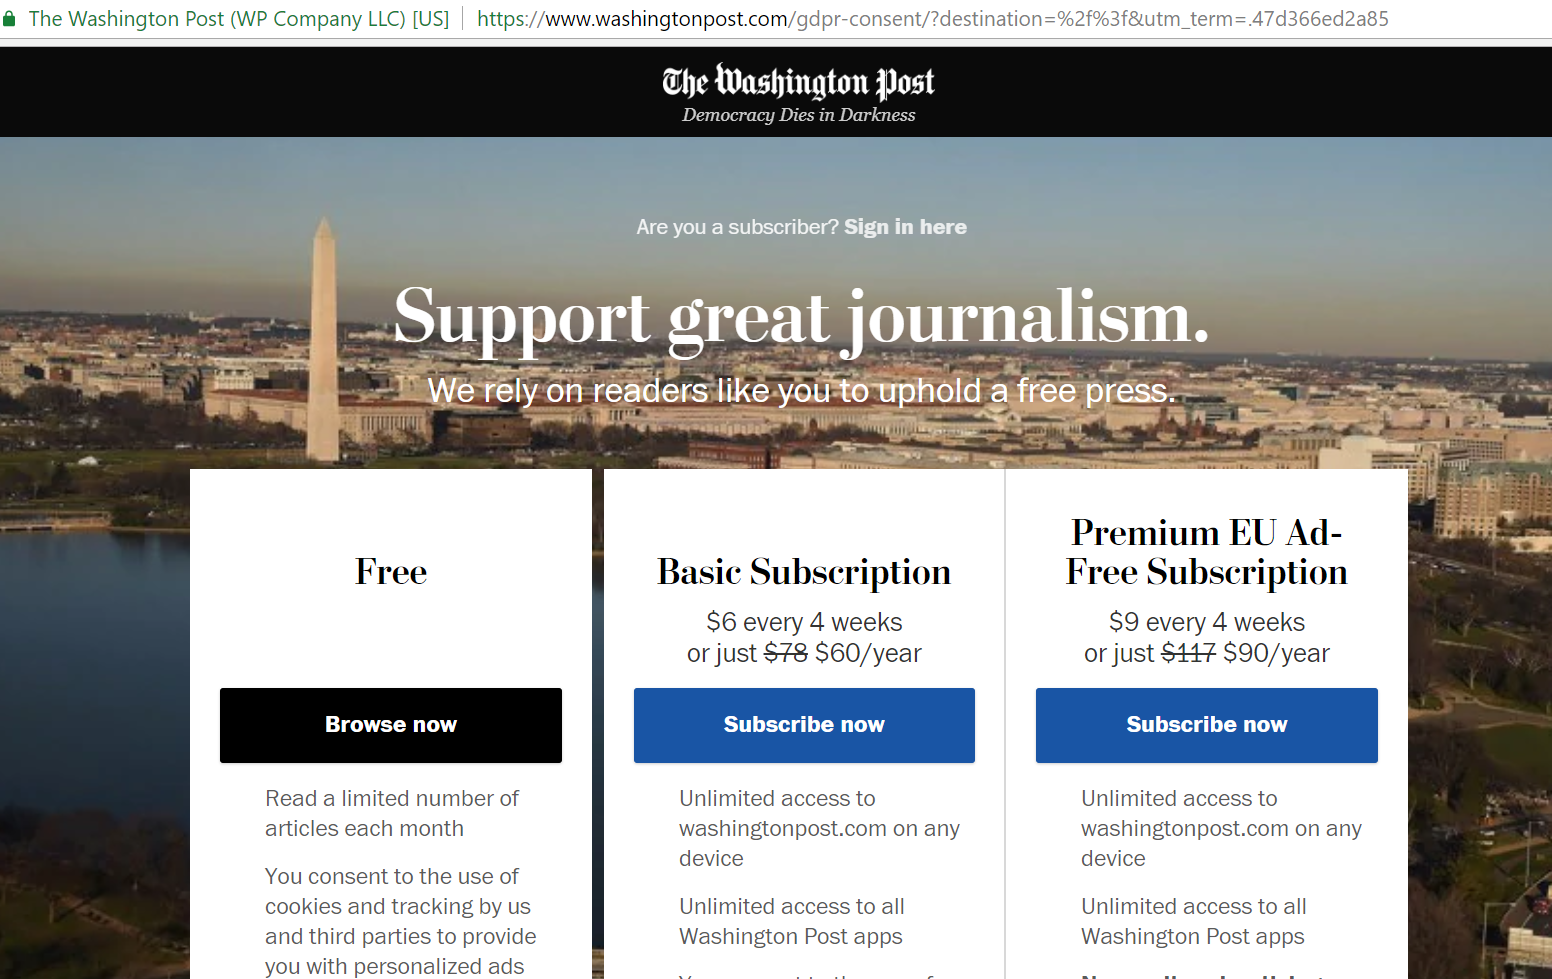 The Washington Post (WP Company LLC) [US]
https://www.washingtonpost.com/gdpr-consent/?destination=%2f%3f&utm_term=.47d366ed2a85
The Washington Post
Democracy Dies in Darkness
Are you a subscriber? Sign in here
Support great journalism.
We rely on readers like you to uphold a free press.
Free
Browse now
Read a limited number of
articles each month
You consent to the use of
cookies and tracking by us
and third parties to provide
you with personalized ads
Basic Subscription
$6 every 4 weeks
or just $78 $60/year
Subscribe now
Unlimited access to
washingtonpost.com on any
device
Unlimited access to all
Washington Post apps
Premium EU Ad-
Free Subscription
$9 every 4 weeks
or just $117 $90/year
Subscribe now
Unlimited access to
washingtonpost.com on any
device
Unlimited access to all
Washington Post apps